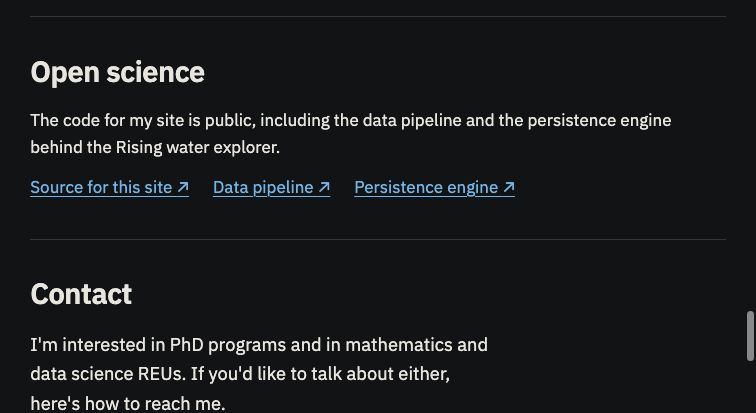 Open science
The code for my site is public, including the data pipeline and the persistence engine
behind the Rising water explorer.
Source for this site ↗ Data pipeline ↗ Persistence engine ↗
Contact
I'm interested in PhD programs and in mathematics and
data science REUs. If you'd like to talk about either,
here's how to reach me.